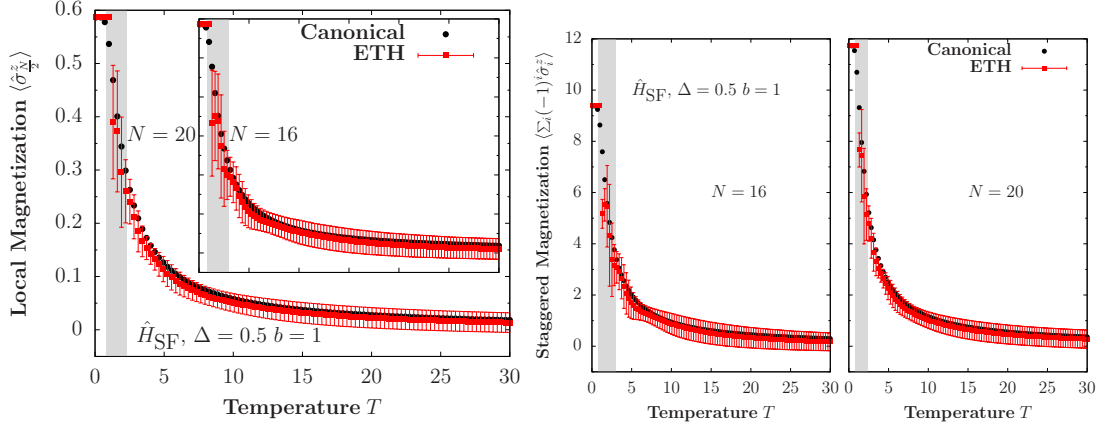 Local Magnetization ⟨σ̂^z_{N/2}⟩
0.6
0.5
0.4
0.3
0.2
0.1
0
0 5 10 15 20 25 30
Temperature T
Canonical
ETH
N = 20
N = 16
Ĥ_SF, Δ = 0.5 b = 1
Staggered Magnetization ⟨Σ_i(−1)^i σ̂_i^z⟩
12
10
8
6
4
2
0
0 5 10 15 20 25 30
Temperature T
Ĥ_SF, Δ = 0.5 b = 1
N = 16
Canonical
ETH
N = 20
0 5 10 15 20 25 30
Temperature T